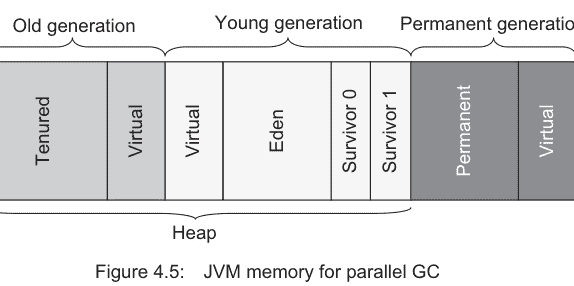 Old generation
Young generation
Permanent generatio
Tenured
Virtual
Virtual
Eden
Survivor 0
Survivor 1
Permanent
Virtual
Heap
Figure 4.5: JVM memory for parallel GC